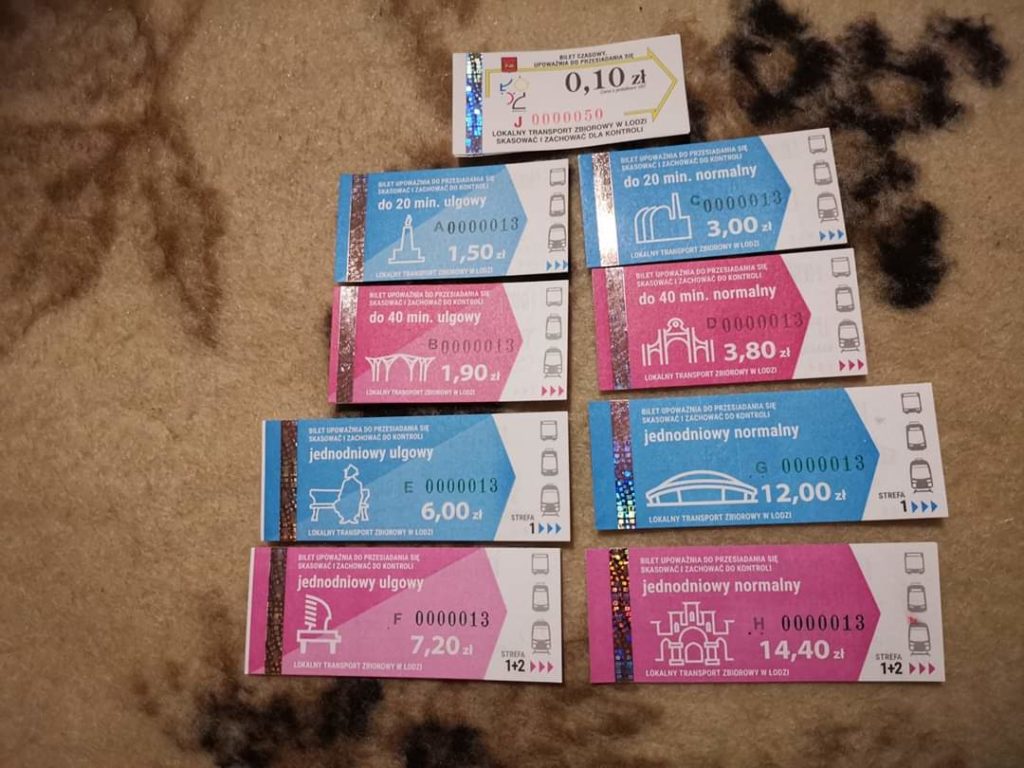 BILET CZASOWY,
UPOWAŻNIA DO PRZESIADANIA SIĘ
0,10 zł
J 0000050
LOKALNY TRANSPORT ZBIOROWY W ŁODZI
SKASOWAĆ I ZACHOWAĆ DLA KONTROLI
BILET UPOWAŻNIA DO PRZESIADANIA SIĘ
SKASOWAĆ I ZACHOWAĆ DO KONTROLI
do 20 min. ulgowy
A0000013
1,50 zł
LOKALNY TRANSPORT ZBIOROWY W ŁODZI
BILET UPOWAŻNIA DO PRZESIADANIA SIĘ
SKASOWAĆ I ZACHOWAĆ DO KONTROLI
do 20 min. normalny
C0000013
3,00 zł
LOKALNY TRANSPORT ZBIOROWY W ŁODZI
BILET UPOWAŻNIA DO PRZESIADANIA SIĘ
SKASOWAĆ I ZACHOWAĆ DO KONTROLI
do 40 min. ulgowy
B0000013
1,90 zł
LOKALNY TRANSPORT ZBIOROWY W ŁODZI
BILET UPOWAŻNIA DO PRZESIADANIA SIĘ
SKASOWAĆ I ZACHOWAĆ DO KONTROLI
do 40 min. normalny
D0000013
3,80 zł
LOKALNY TRANSPORT ZBIOROWY W ŁODZI
BILET UPOWAŻNIA DO PRZESIADANIA SIĘ
SKASOWAĆ I ZACHOWAĆ DO KONTROLI
jednodniowy ulgowy
E 0000013
6,00 zł
STREFA
1
LOKALNY TRANSPORT ZBIOROWY W ŁODZI
BILET UPOWAŻNIA DO PRZESIADANIA SIĘ
SKASOWAĆ I ZACHOWAĆ DO KONTROLI
jednodniowy normalny
G 0000013
12,00 zł
STREFA
1
LOKALNY TRANSPORT ZBIOROWY W ŁODZI
BILET UPOWAŻNIA DO PRZESIADANIA SIĘ
SKASOWAĆ I ZACHOWAĆ DO KONTROLI
jednodniowy ulgowy
F 0000013
7,20 zł
STREFA
1+2
LOKALNY TRANSPORT ZBIOROWY W ŁODZI
BILET UPOWAŻNIA DO PRZESIADANIA SIĘ
SKASOWAĆ I ZACHOWAĆ DO KONTROLI
jednodniowy normalny
H 0000013
14,40 zł
STREFA
1+2
LOKALNY TRANSPORT ZBIOROWY W ŁODZI